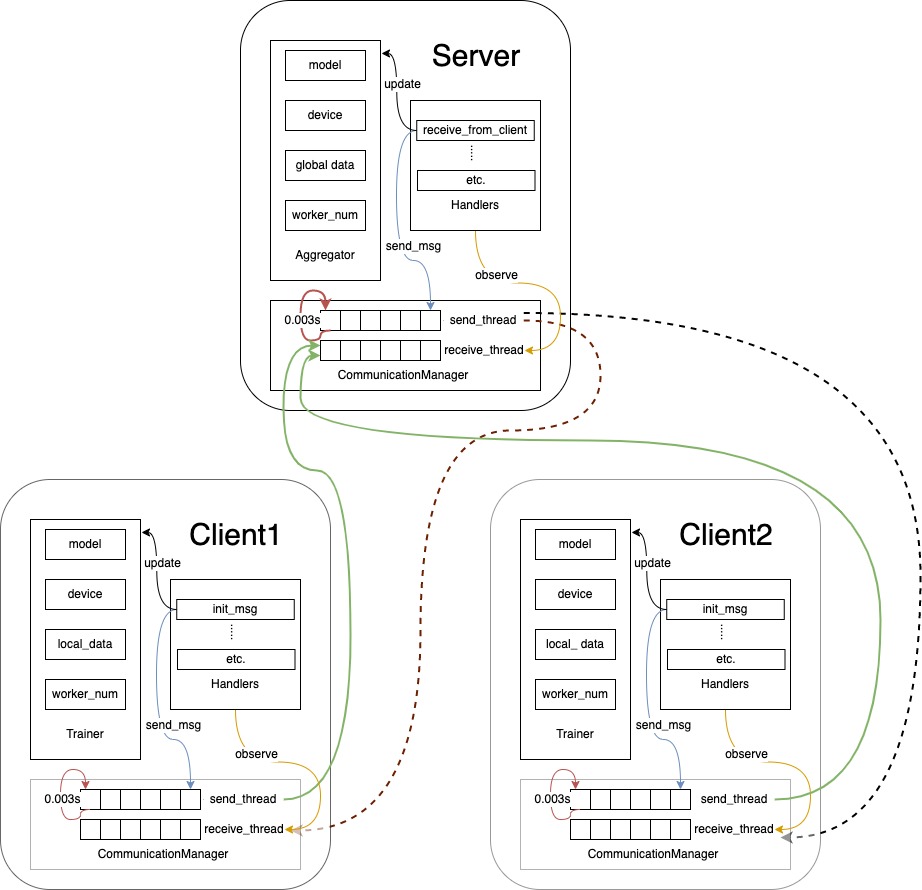 Server
model
update
device
receive_from_client
global data
etc.
worker_num
Handlers
Aggregator
send_msg
observe
0.003s
send_thread
receive_thread
CommunicationManager
Client1
model
update
device
init_msg
local_data
etc.
worker_num
Handlers
Trainer
send_msg
observe
0.003s
send_thread
receive_thread
CommunicationManager
Client2
model
update
device
init_msg
local_ data
etc.
worker_num
Handlers
Trainer
send_msg
observe
0.003s
send_thread
receive_thread
CommunicationManager